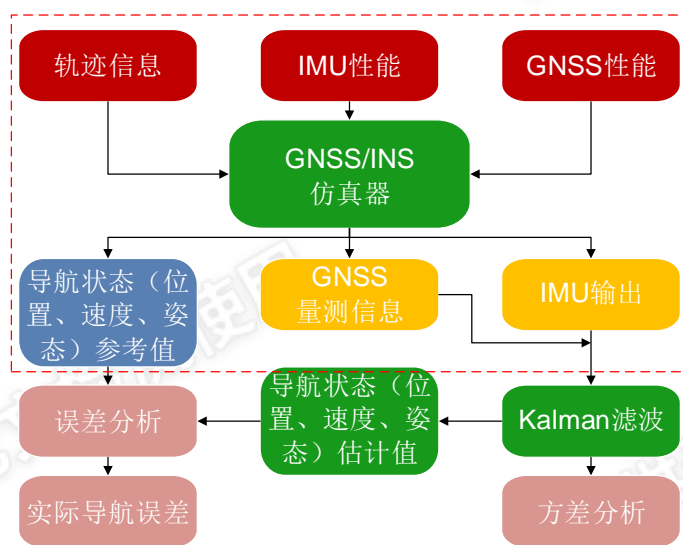 轨迹信息
IMU性能
GNSS性能
GNSS/INS
仿真器
导航状态（位
置、速度、姿
态）参考值
GNSS
量测信息
IMU输出
误差分析
导航状态（位
置、速度、姿
态）估计值
Kalman滤波
实际导航误差
方差分析